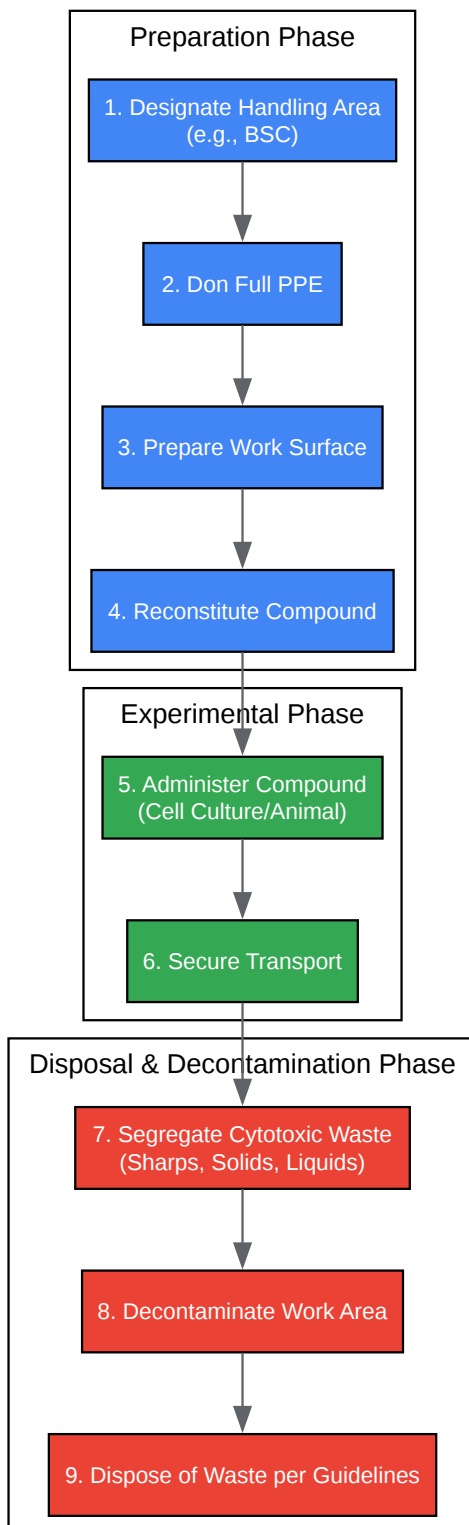 Preparation Phase
1. Designate Handling Area
(e.g., BSC)
2. Don Full PPE
3. Prepare Work Surface
4. Reconstitute Compound
Experimental Phase
5. Administer Compound
(Cell Culture/Animal)
6. Secure Transport
Disposal & Decontamination Phase
7. Segregate Cytotoxic Waste
(Sharps, Solids, Liquids)
8. Decontaminate Work Area
9. Dispose of Waste per Guidelines